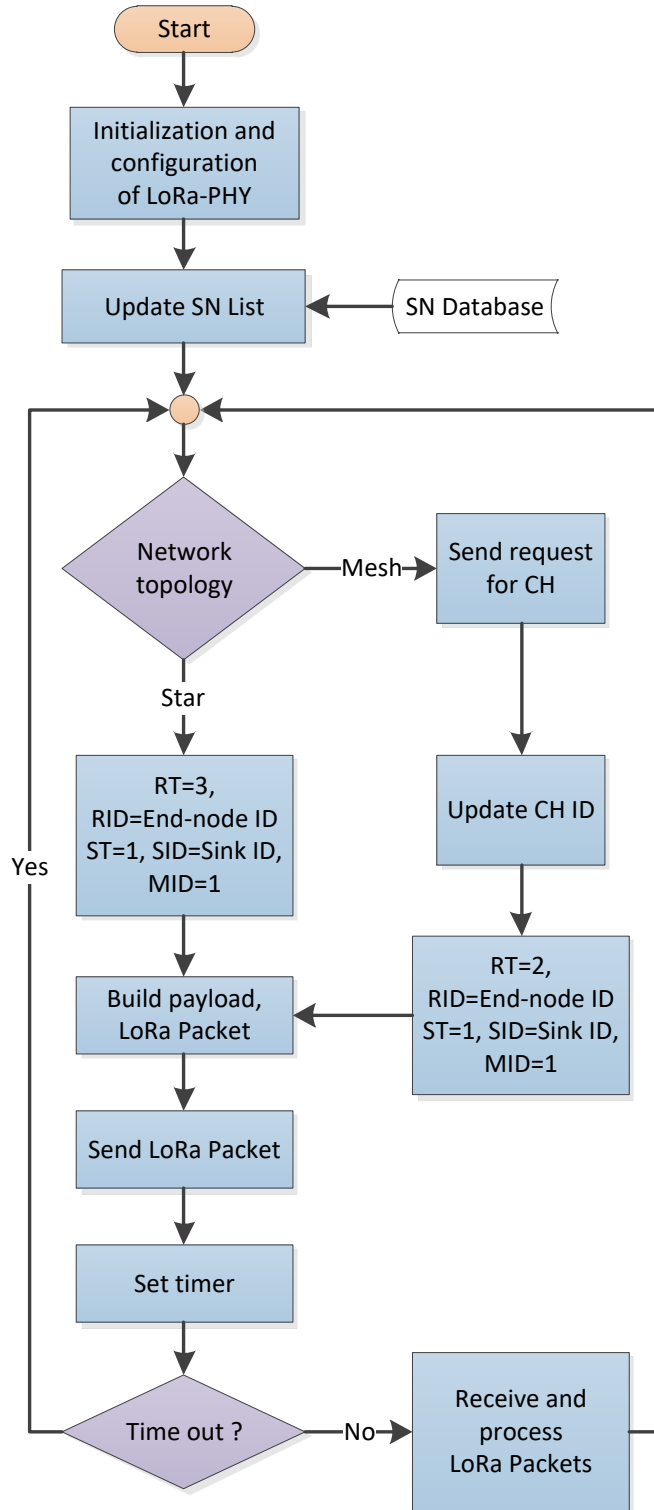 Start
Initialization and
configuration
of LoRa-PHY
Update SN List
SN Database
Network
topology
Mesh
Send request
for CH
Star
RT=3,
RID=End-node ID
ST=1, SID=Sink ID,
MID=1
Update CH ID
Yes
RT=2,
RID=End-node ID
ST=1, SID=Sink ID,
MID=1
Build payload,
LoRa Packet
Send LoRa Packet
Set timer
Time out ?
No
Receive and
process
LoRa Packets